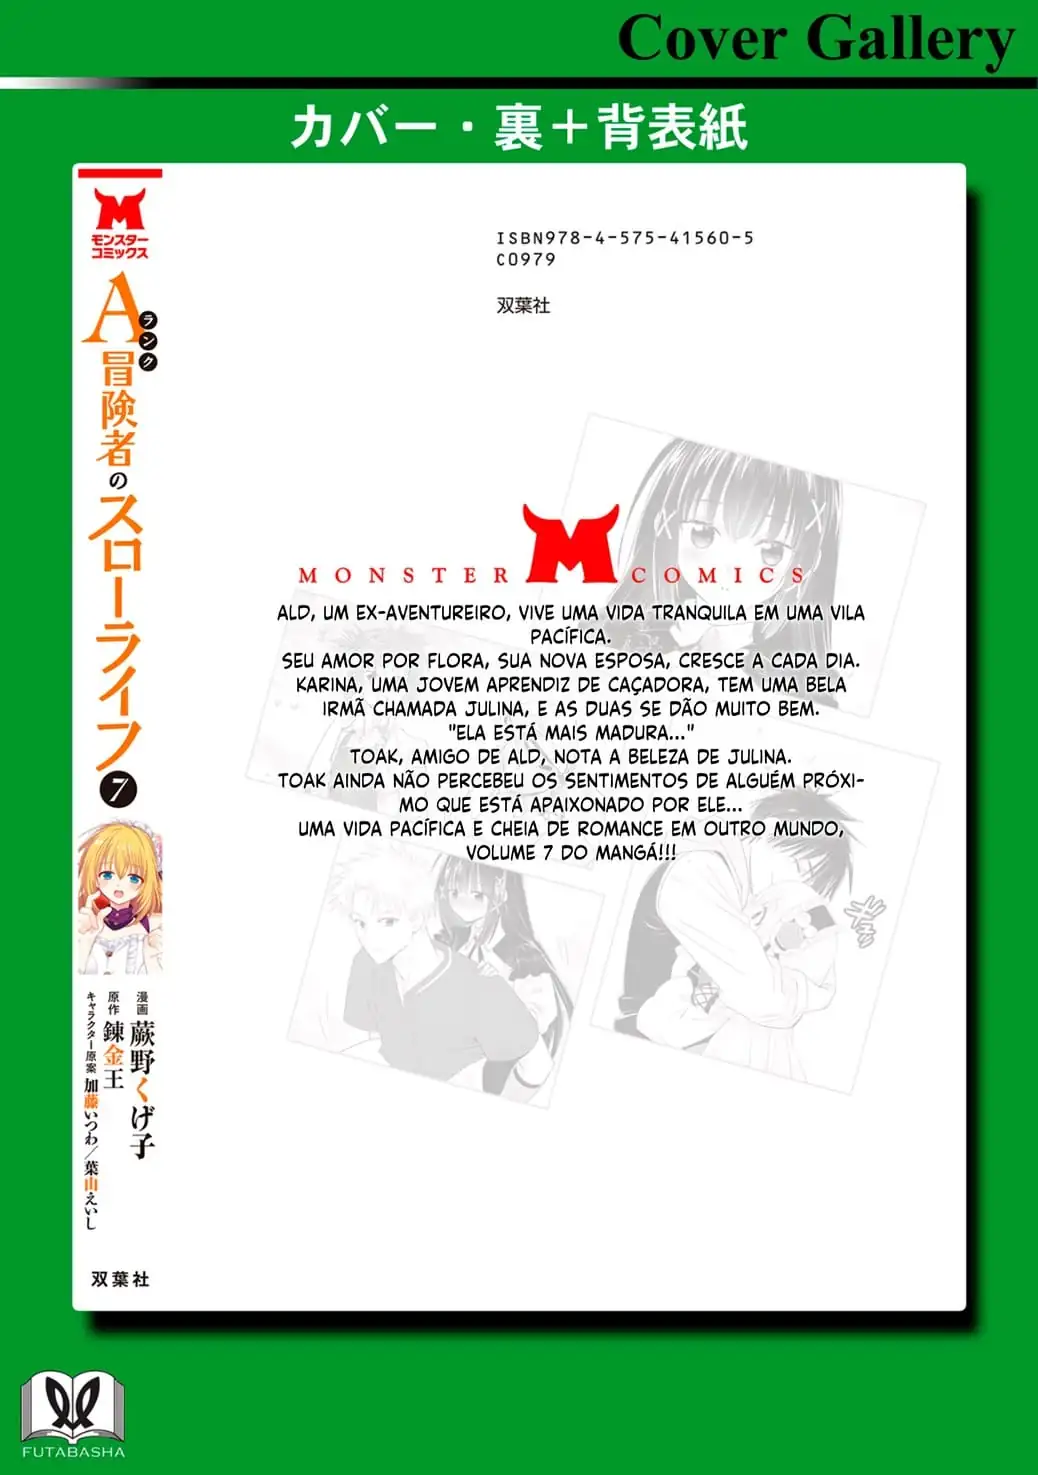 Cover Gallery
カバー・裏＋背表紙
モンスター
コミックス
Aランク冒険者のスローライフ7
漫画 蕨野くげ子
原作 錬金王
キャラクター原案 加藤いつわ／葉山えいし
双葉社
ISBN978-4-575-41560-5
C0979
双葉社
MONSTER M COMICS
ALD, UM EX-AVENTUREIRO, VIVE UMA VIDA TRANQUILA EM UMA VILA
PACÍFICA.
SEU AMOR POR FLORA, SUA NOVA ESPOSA, CRESCE A CADA DIA.
KARINA, UMA JOVEM APRENDIZ DE CAÇADORA, TEM UMA BELA
IRMÃ CHAMADA JULINA, E AS DUAS SE DÃO MUITO BEM.
"ELA ESTÁ MAIS MADURA..."
TOAK, AMIGO DE ALD, NOTA A BELEZA DE JULINA.
TOAK AINDA NÃO PERCEBEU OS SENTIMENTOS DE ALGUÉM PRÓXI-
MO QUE ESTÁ APAIXONADO POR ELE...
UMA VIDA PACÍFICA E CHEIA DE ROMANCE EM OUTRO MUNDO,
VOLUME 7 DO MANGÁ!!!
FUTABASHA